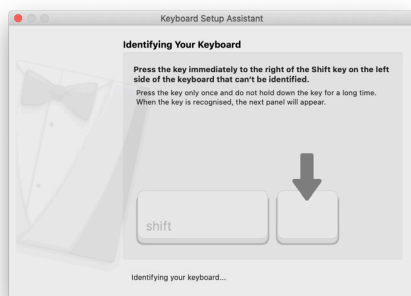 Keyboard Setup Assistant
Identifying Your Keyboard
Press the key immediately to the right of the Shift key on the left
side of the keyboard that can't be identified.
Press the key only once and do not hold down the key for a long time.
When the key is recognised, the next panel will appear.
shift
Identifying your keyboard...